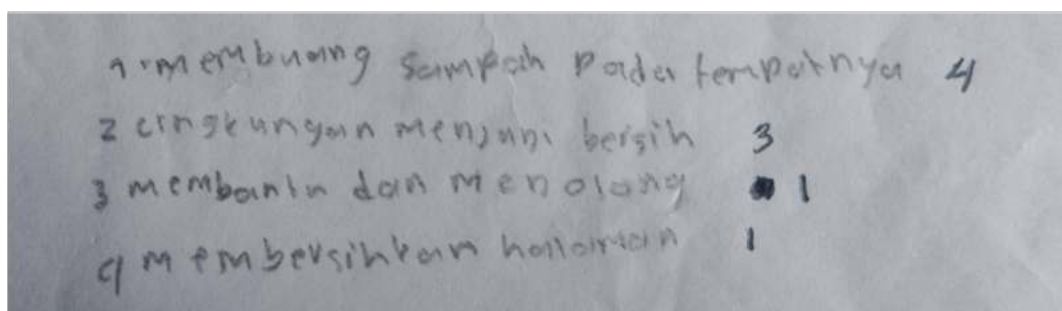 1. membuang sampah pada tempatnya 4
2 lingkungan menjadi bersih 3
3 membantu dan menolong 1
4 membersihkan halaman 1